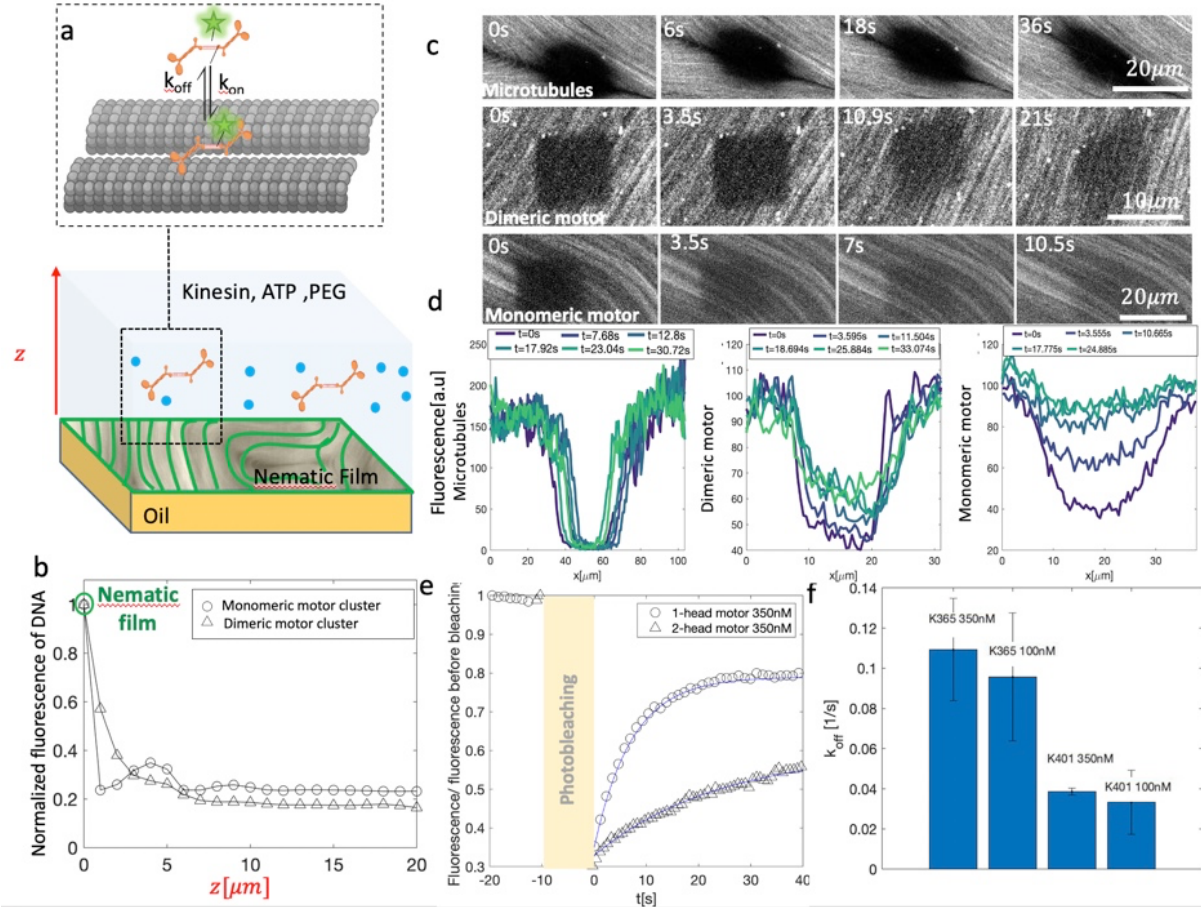 a
k_off
k_on
Kinesin, ATP ,PEG
z
Nematic Film
Oil
b
Nematic
film
Monomeric motor cluster
Dimeric motor cluster
Normalized fluorescence of DNA
1
0.8
0.6
0.4
0.2
0
0 5 10 15 20
z[μm]
c
0s 6s 18s 36s
Microtubules 20μm
0s 3.5s 10.9s 21s
Dimeric motor 10μm
0s 3.5s 7s 10.5s
Monomeric motor 20μm
d
t=0s t=7.68s t=12.8s
t=17.92s t=23.04s t=30.72s
Fluorescence[a.u]
Microtubules
250
200
150
100
50
0
0 20 40 60 80 100
x[μm]
t=0s t=3.595s t=11.504s
t=18.694s t=25.884s t=33.074s
Dimeric motor
120
110
100
90
80
70
60
50
40
0 10 20 30
x[μm]
t=0s t=3.555s t=10.665s
t=17.775s t=24.885s
Monomeric motor
120
100
80
60
40
20
0 10 20 30
x[μm]
e
1-head motor 350nM
2-head motor 350nM
Photobleaching
Fluorescence/ fluorescence before bleaching
1
0.9
0.8
0.7
0.6
0.5
0.4
0.3
-20 -10 0 10 20 30 40
t[s]
f
K365 350nM
K365 100nM
K401 350nM
K401 100nM
k_off [1/s]
0.14
0.12
0.1
0.08
0.06
0.04
0.02
0